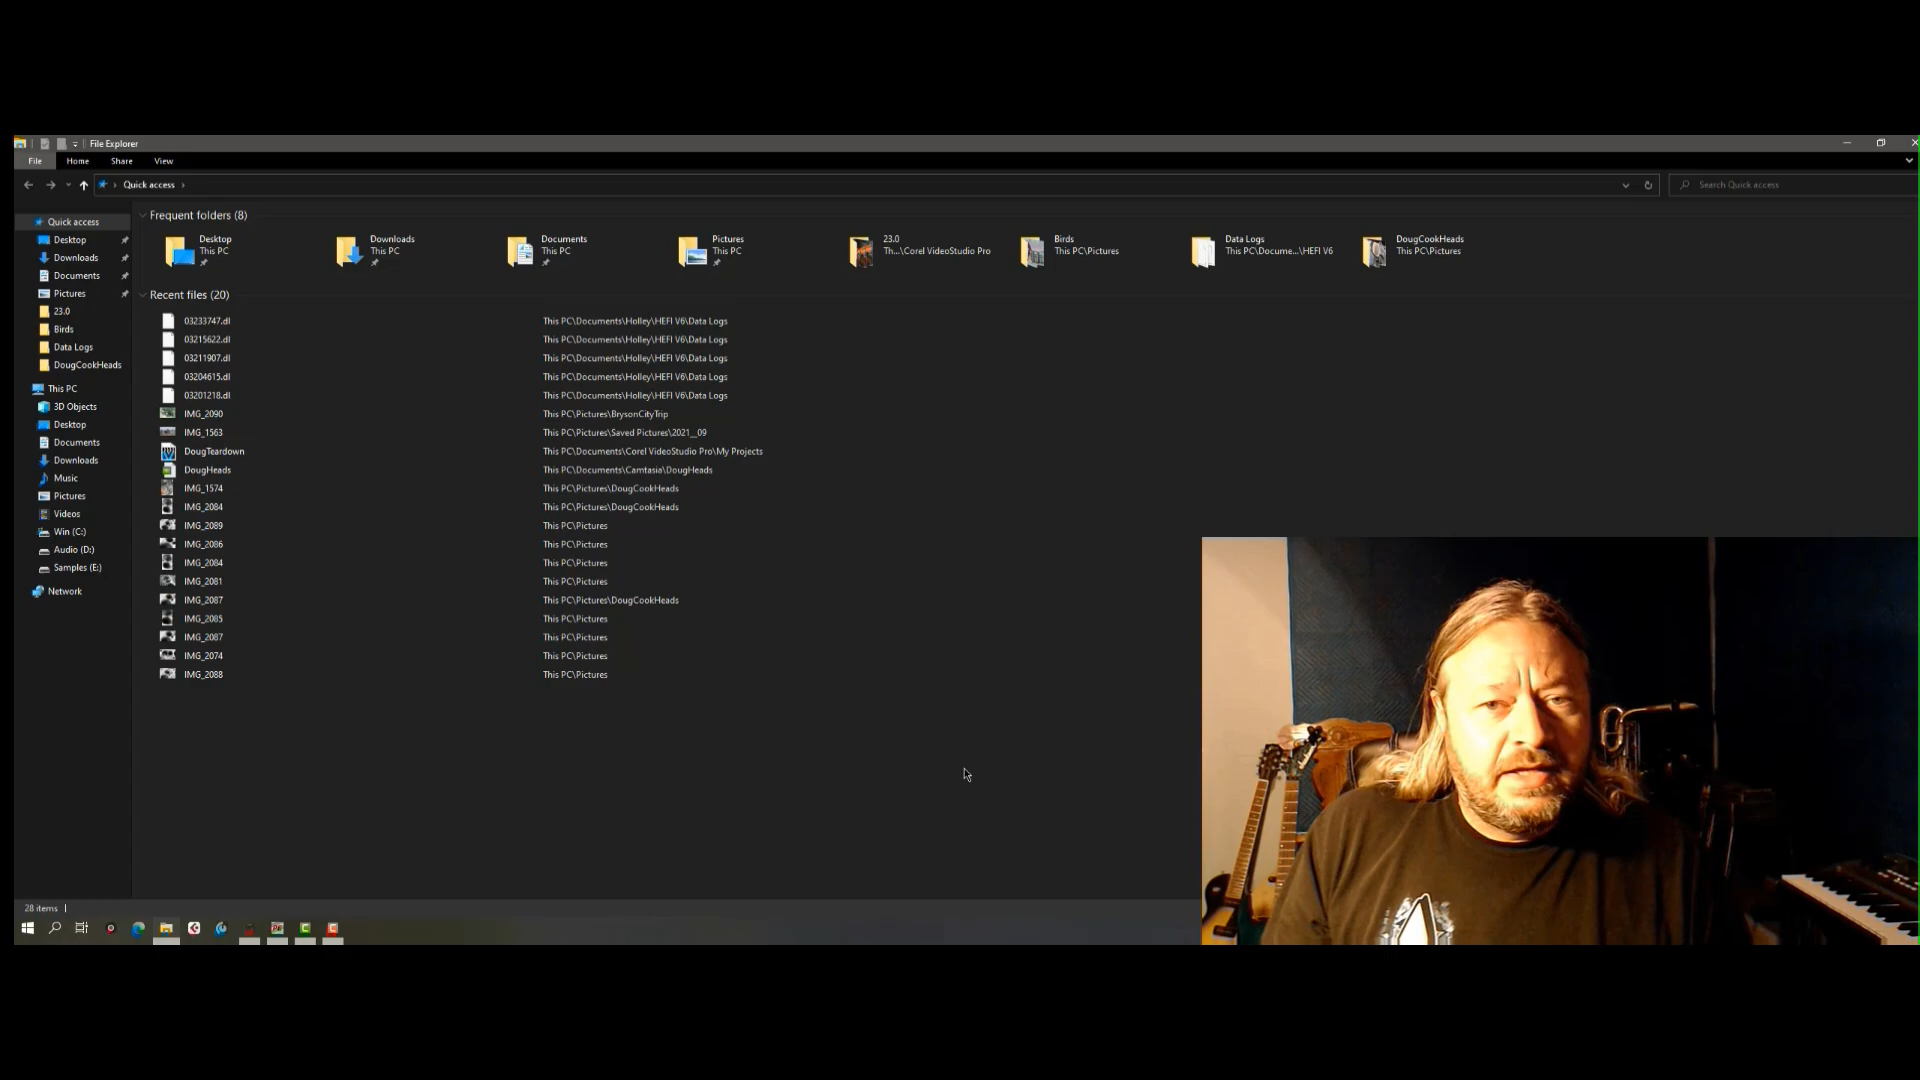 File Explorer
File Home Share View
Quick access
Search Quick access
Quick access
Desktop
Downloads
Documents
Pictures
23.0
Birds
Data Logs
DougCookHeads
This PC
3D Objects
Desktop
Documents
Downloads
Music
Pictures
Videos
Win (C:)
Audio (D:)
Samples (E:)
Network
Frequent folders (8)
Desktop
This PC
Downloads
This PC
Documents
This PC
Pictures
This PC
23.0
Th...\Corel VideoStudio Pro
Birds
This PC\Pictures
Data Logs
This PC\Docume...\HEFI V6
DougCookHeads
This PC\Pictures
Recent files (20)
03233747.dl This PC\Documents\Holley\HEFI V6\Data Logs
03215622.dl This PC\Documents\Holley\HEFI V6\Data Logs
03211907.dl This PC\Documents\Holley\HEFI V6\Data Logs
03204615.dl This PC\Documents\Holley\HEFI V6\Data Logs
03201218.dl This PC\Documents\Holley\HEFI V6\Data Logs
IMG_2090 This PC\Pictures\BrysonCityTrip
IMG_1563 This PC\Pictures\Saved Pictures\2021__09
DougTeardown This PC\Documents\Corel VideoStudio Pro\My Projects
DougHeads This PC\Documents\Camtasia\DougHeads
IMG_1574 This PC\Pictures\DougCookHeads
IMG_2084 This PC\Pictures\DougCookHeads
IMG_2089 This PC\Pictures
IMG_2086 This PC\Pictures
IMG_2084 This PC\Pictures
IMG_2081 This PC\Pictures
IMG_2087 This PC\Pictures\DougCookHeads
IMG_2085 This PC\Pictures
IMG_2087 This PC\Pictures
IMG_2074 This PC\Pictures
IMG_2088 This PC\Pictures
28 items